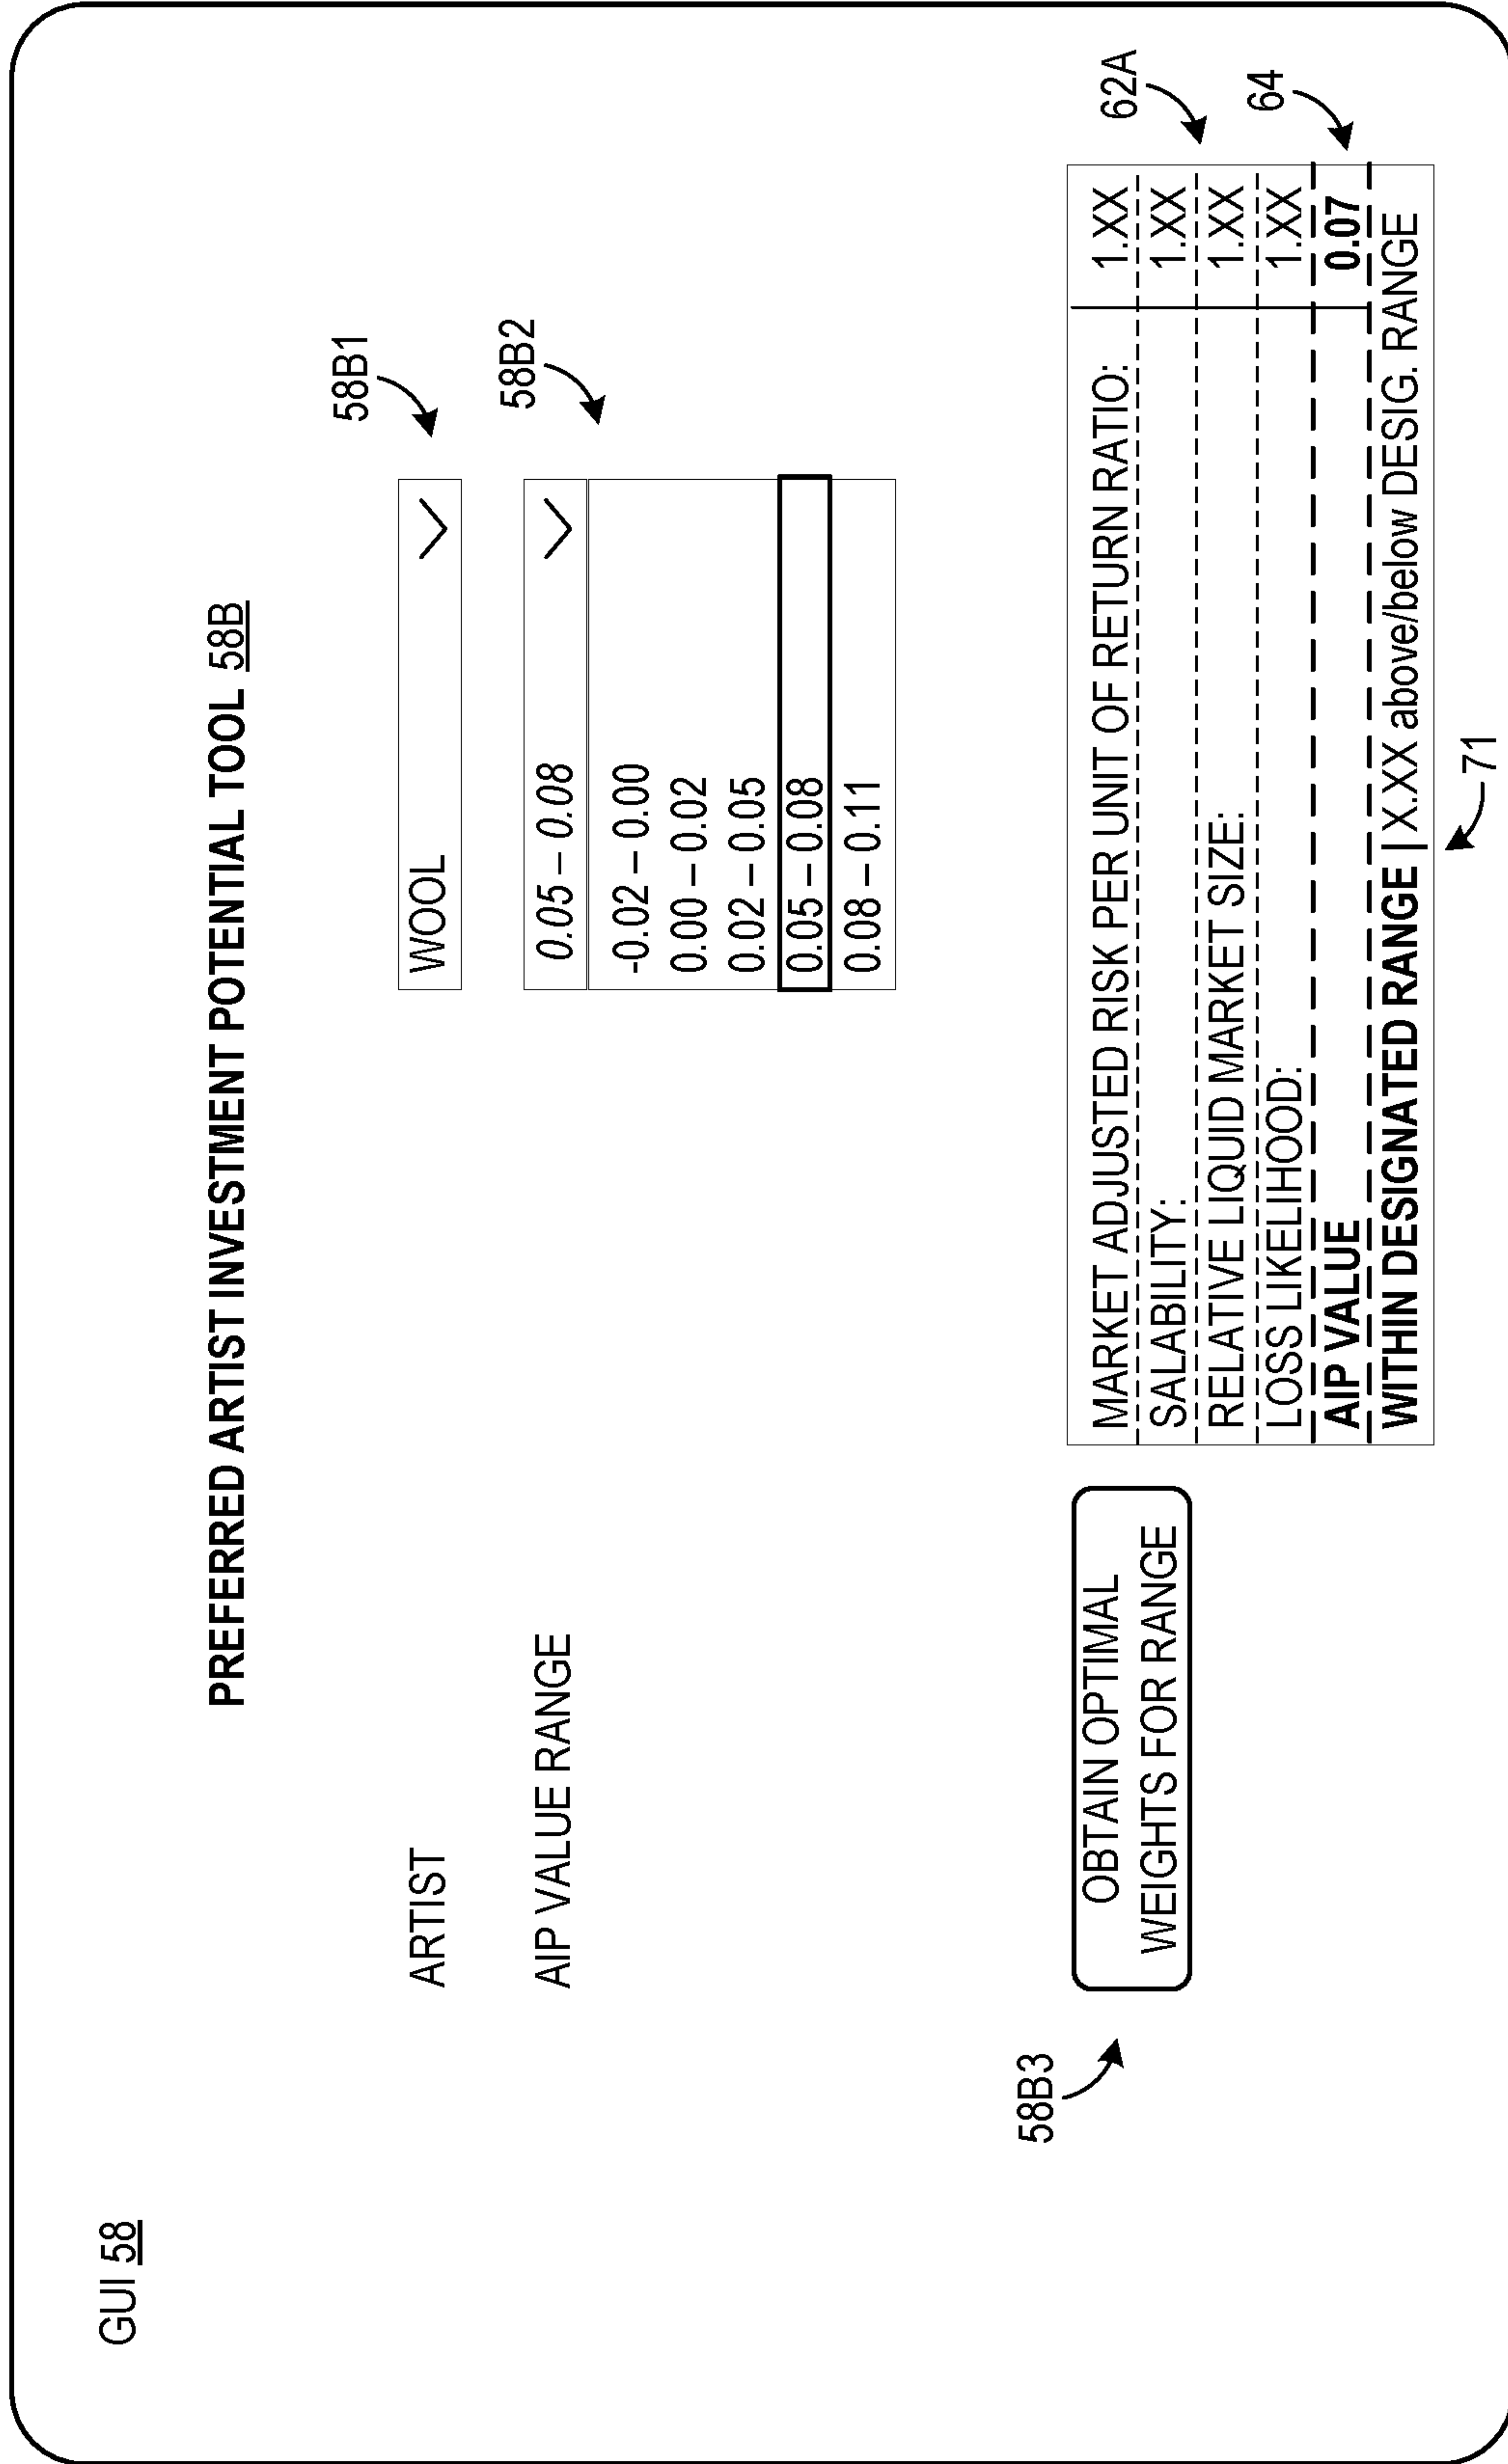 GUI 58
PREFERRED ARTIST INVESTMENT POTENTIAL TOOL 58B
58B1
ARTIST
WOOL
58B2
AIP VALUE RANGE
0.05 – 0.08
-0.02 – 0.00
0.00 – 0.02
0.02 – 0.05
0.05 – 0.08
0.08 – 0.11
58B3
OBTAIN OPTIMAL
WEIGHTS FOR RANGE
62A
MARKET ADJUSTED RISK PER UNIT OF RETURN RATIO: 1.XX
SALABILITY: 1.XX
RELATIVE LIQUID MARKET SIZE: 1.XX
LOSS LIKELIHOOD: 1.XX
64
AIP VALUE 0.07
WITHIN DESIGNATED RANGE | X.XX above/below DESIG. RANGE
71